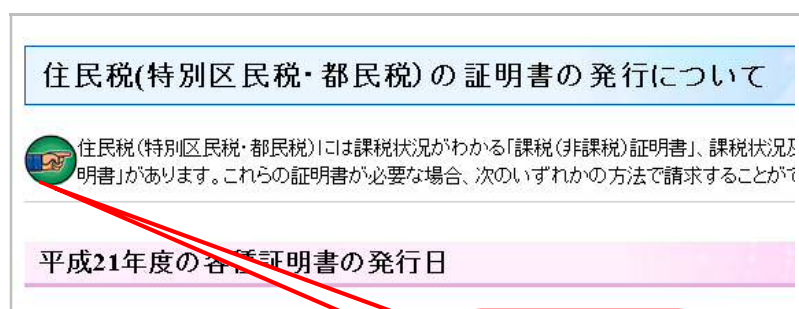 住民税(特別区民税･都民税)の証明書の発行について
住民税(特別区民税･都民税)には課税状況がわかる「課税(非課税)証明書」、課税状況及
明書」があります。これらの証明書が必要な場合、次のいずれかの方法で請求することがで
平成21年度の各種証明書の発行日